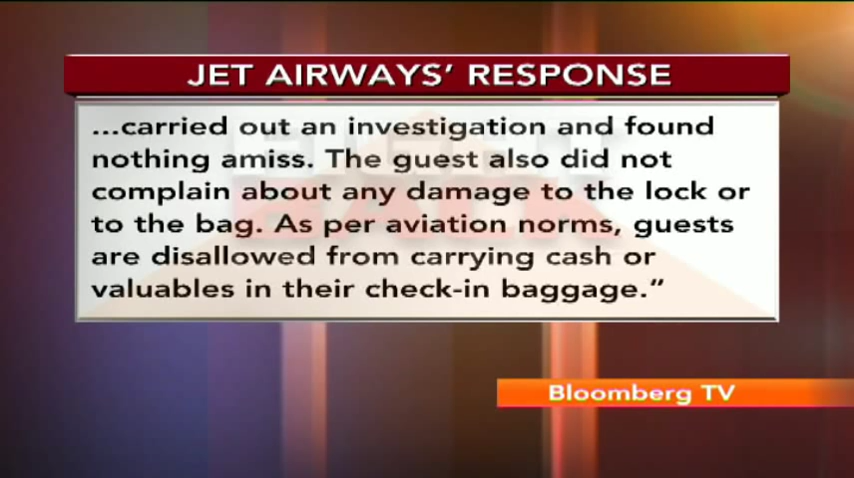 JET AIRWAYS' RESPONSE
...carried out an investigation and found
nothing amiss. The guest also did not
complain about any damage to the lock or
to the bag. As per aviation norms, guests
are disallowed from carrying cash or
valuables in their check-in baggage.”
Bloomberg TV